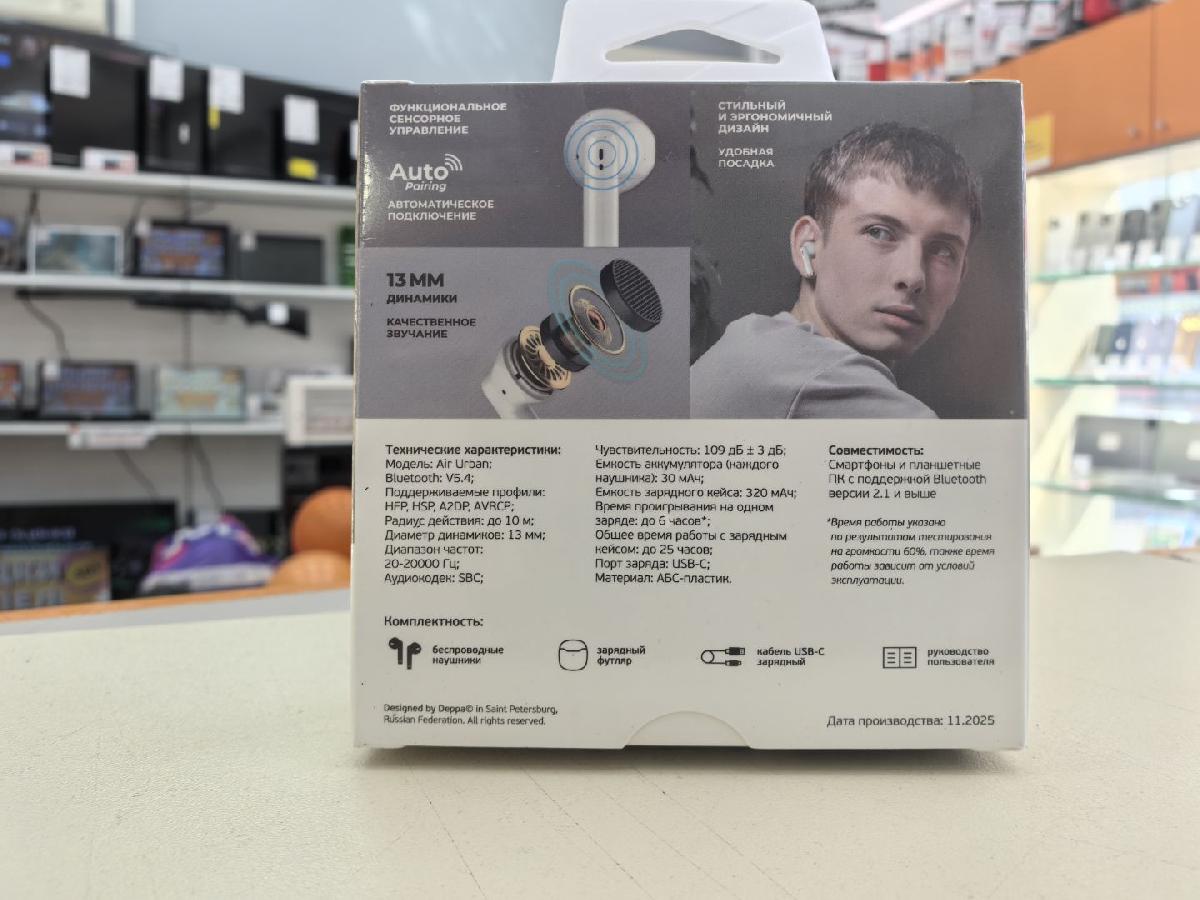 ФУНКЦИОНАЛЬНОЕ
СЕНСОРНОЕ
УПРАВЛЕНИЕ
Auto
Pairing
АВТОМАТИЧЕСКОЕ
ПОДКЛЮЧЕНИЕ
СТИЛЬНЫЙ
И ЭРГОНОМИЧНЫЙ
ДИЗАЙН
УДОБНАЯ
ПОСАДКА
13 ММ
ДИНАМИКИ
КАЧЕСТВЕННОЕ
ЗВУЧАНИЕ
Технические характеристики:
Модель: Air Urban;
Bluetooth: V5.4;
Поддерживаемые профили:
HFP, HSP, A2DP, AVRCP;
Радиус действия: до 10 м;
Диаметр динамиков: 13 мм;
Диапазон частот:
20-20000 Гц;
Аудиокодек: SBC;
Чувствительность: 109 дБ ± 3 дБ;
Емкость аккумулятора (каждого
наушника): 30 мАч;
Емкость зарядного кейса: 320 мАч;
Время проигрывания на одном
заряде: до 6 часов*;
Общее время работы с зарядным
кейсом: до 25 часов;
Порт заряда: USB-C;
Материал: АБС-пластик.
Совместимость:
Смартфоны и планшетные
ПК с поддержкой Bluetooth
версии 2.1 и выше
*Время работы указано
по результатам тестирования
на громкости 60%, также время
работы зависит от условий
эксплуатации.
Комплектность:
беспроводные
наушники
зарядный
футляр
кабель USB-C
зарядный
руководство
пользователя
Designed by Deppa© in Saint Petersburg,
Russian Federation. All rights reserved.
Дата производства: 11.2025